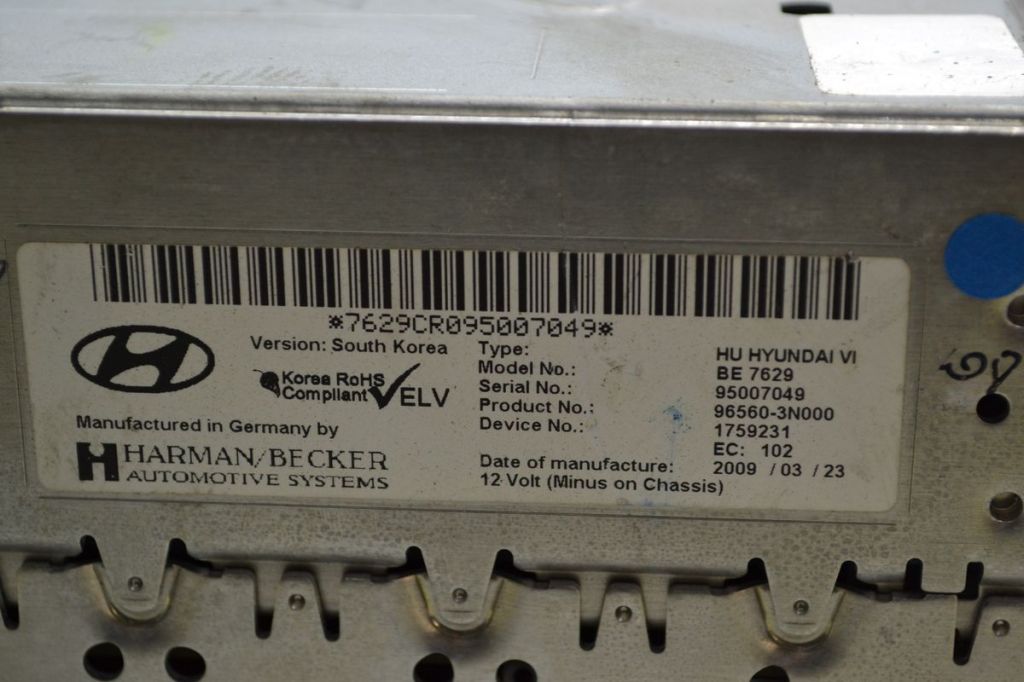 *7629CR095007049*
Version: South Korea
Korea RoHS
Compliant ELV
Manufactured in Germany by
HARMAN/BECKER
AUTOMOTIVE SYSTEMS
Type: HU HYUNDAI VI
Model No.: BE 7629
Serial No.: 95007049
Product No.: 96560-3N000
Device No.: 1759231
EC: 102
Date of manufacture: 2009 / 03 / 23
12 Volt (Minus on Chassis)